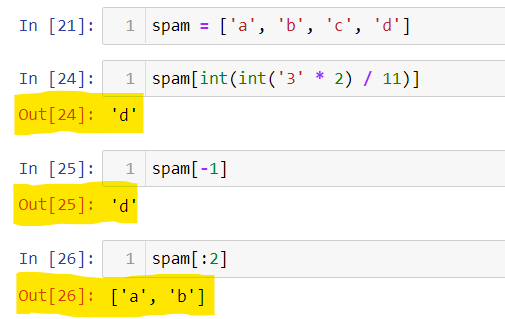 In [21]: 1 spam = ['a', 'b', 'c', 'd']
In [24]: 1 spam[int(int('3' * 2) / 11)]
Out[24]: 'd'
In [25]: 1 spam[-1]
Out[25]: 'd'
In [26]: 1 spam[:2]
Out[26]: ['a', 'b']